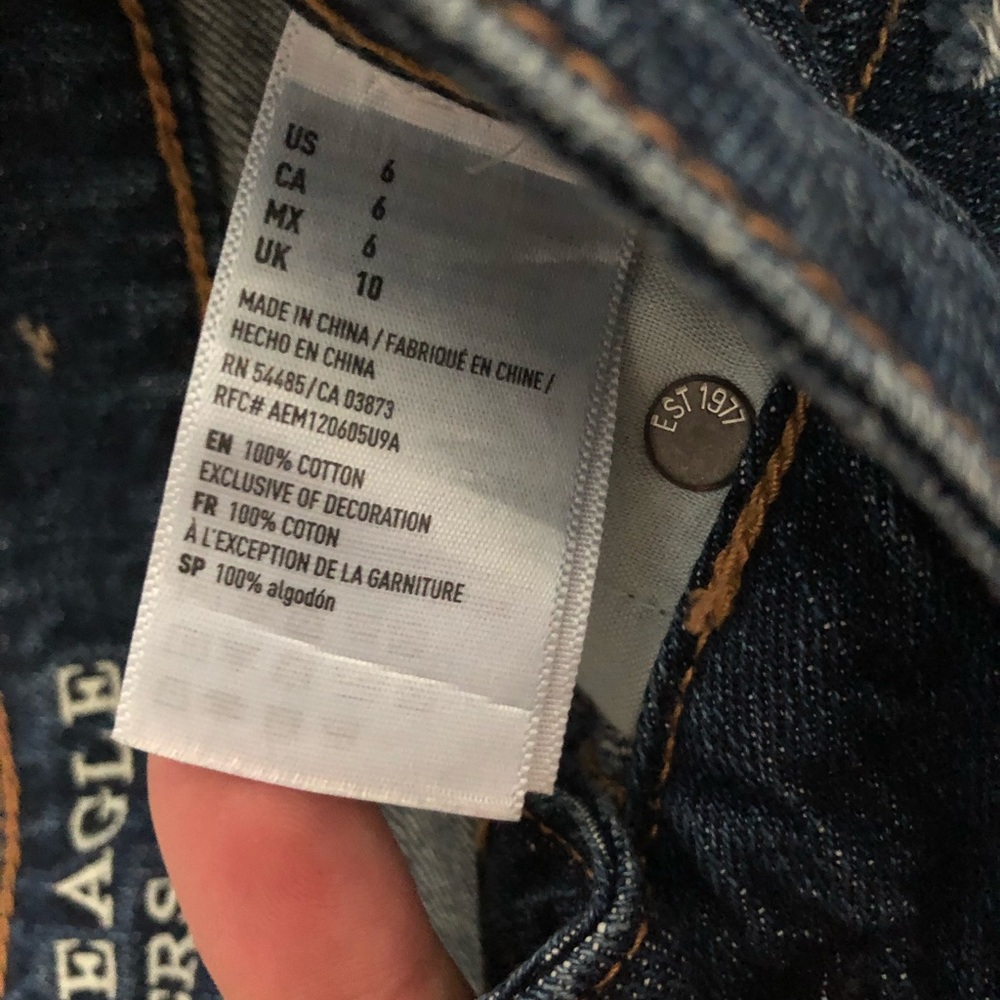 US 6
CA 6
MX 6
UK 10
MADE IN CHINA / FABRIQUÉ EN CHINE /
HECHO EN CHINA
RN 54485/CA 03873
RFC# AEM120605U9A
EN 100% COTTON
EXCLUSIVE OF DECORATION
FR 100% COTON
À L'EXCEPTION DE LA GARNITURE
SP 100% algodón
EST 1977
EAGLE
ERS